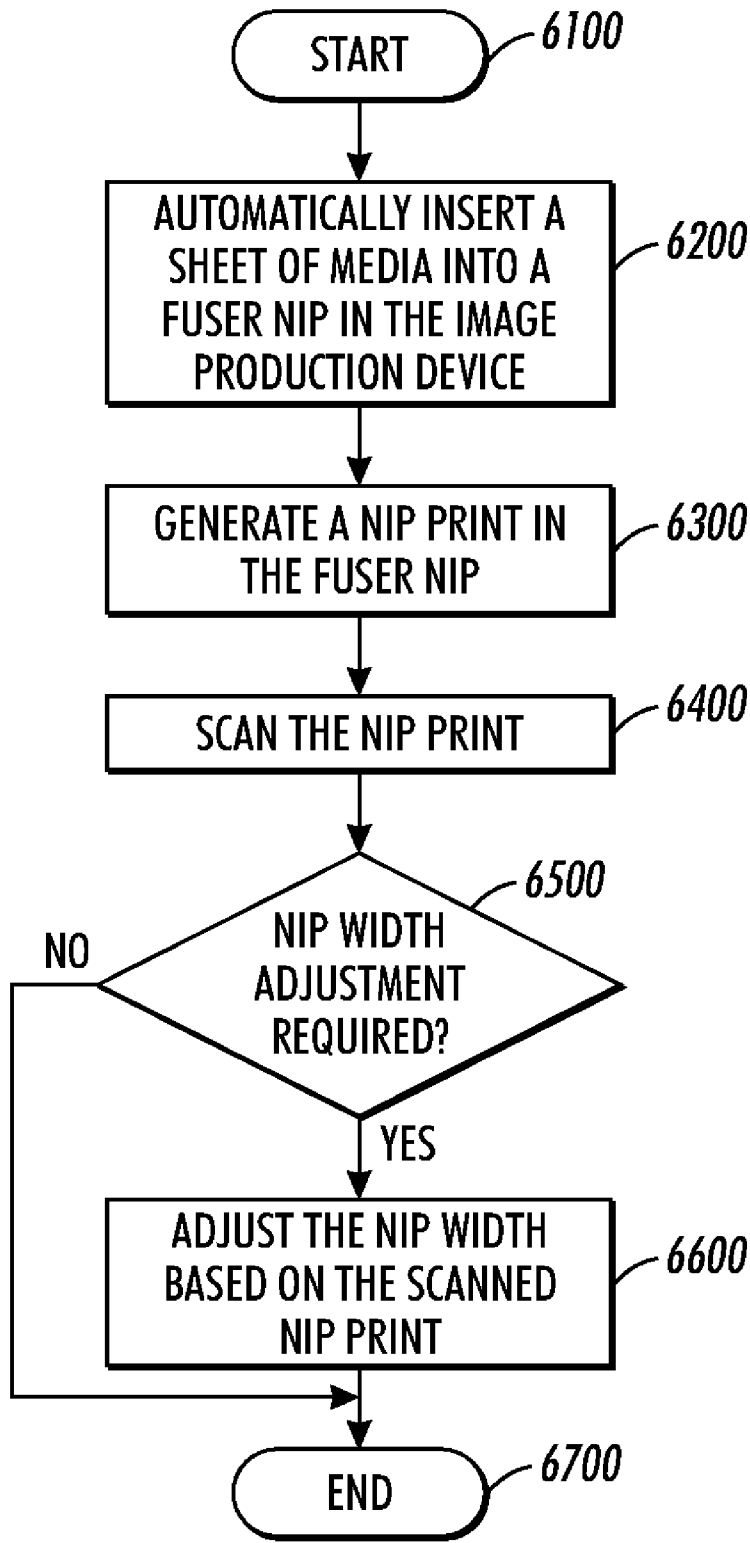 START
6100
AUTOMATICALLY INSERT A
SHEET OF MEDIA INTO A
FUSER NIP IN THE IMAGE
PRODUCTION DEVICE
6200
GENERATE A NIP PRINT IN
THE FUSER NIP
6300
SCAN THE NIP PRINT
6400
6500
NIP WIDTH
ADJUSTMENT
REQUIRED?
NO
YES
ADJUST THE NIP WIDTH
BASED ON THE SCANNED
NIP PRINT
6600
END
6700